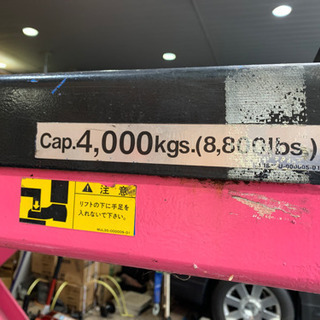 Cap.4,000kgs.(8,800lbs.)
⚠ 注意
リフトの下に手足を
入れないで下さい。